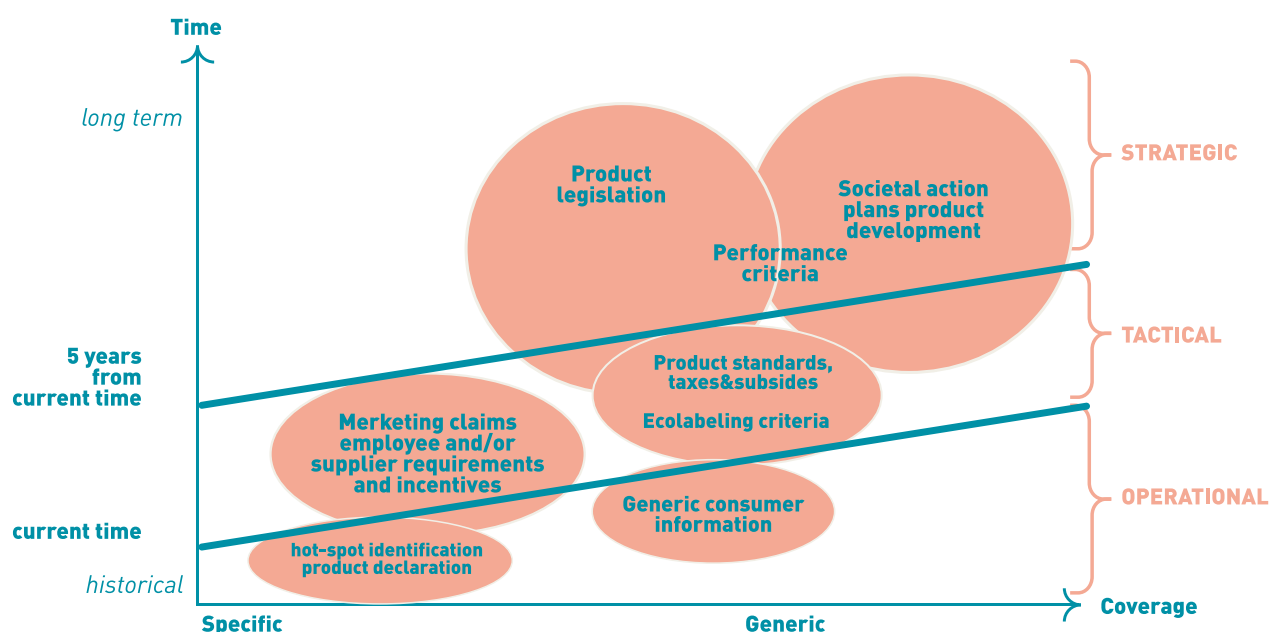 Time
long term
Product
legislation
Societal action
plans product
development
STRATEGIC
Performance
criteria
5 years
from
current time
Product standards,
taxes&subsides
Ecolabeling criteria
TACTICAL
Merketing claims
employee and/or
supplier requirements
and incentives
Generic consumer
information
OPERATIONAL
current time
hot-spot identification
product declaration
historical
Specific
Generic
Coverage